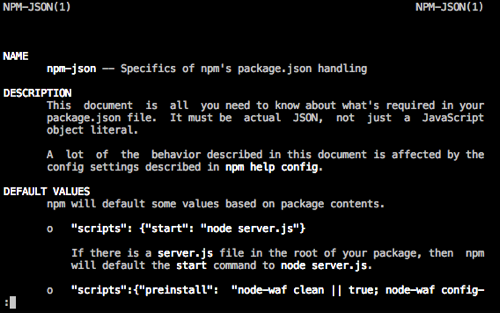 NPM-JSON(1) NPM-JSON(1)
NAME
npm-json -- Specifics of npm's package.json handling
DESCRIPTION
This document is all you need to know about what's required in your
package.json file. It must be actual JSON, not just a JavaScript
object literal.
A lot of the behavior described in this document is affected by the
config settings described in npm help config.
DEFAULT VALUES
npm will default some values based on package contents.
o "scripts": {"start": "node server.js"}
If there is a server.js file in the root of your package, then npm
will default the start command to node server.js.
o "scripts":{"preinstall": "node-waf clean || true; node-waf config-
: